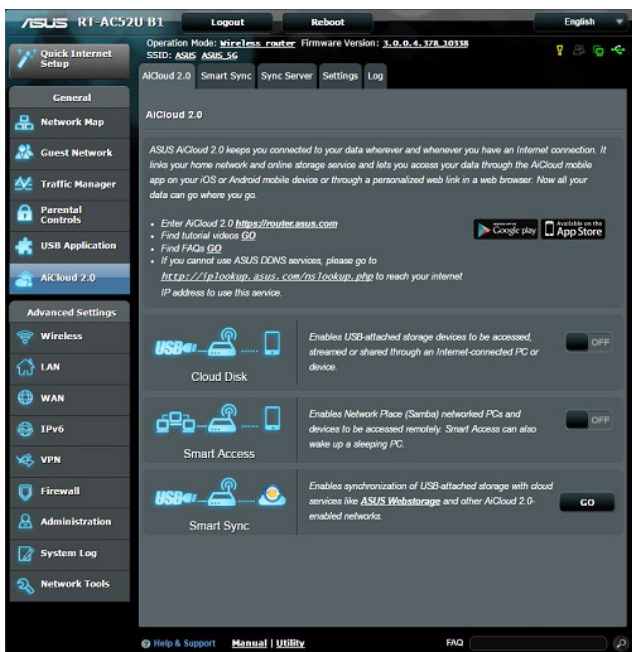 ASUS RT-AC52U B1 Logout Reboot English
Operation Mode: Wireless router Firmware Version: 3.0.0.4.378_10338
SSID: ASUS ASUS_5G
Quick Internet
Setup
AiCloud 2.0 Smart Sync Sync Server Settings Log
General
Network Map
Guest Network
Traffic Manager
Parental
Controls
USB Application
AiCloud 2.0
Advanced Settings
Wireless
LAN
WAN
IPv6
VPN
Firewall
Administration
System Log
Network Tools
AiCloud 2.0
ASUS AiCloud 2.0 keeps you connected to your data wherever and whenever you have an Internet connection. It
links your home network and online storage service and lets you access your data through the AiCloud mobile
app on your iOS or Android mobile device or through a personalized web link in a web browser. Now all your
data can go where you go.
• Enter AiCloud 2.0 https://router.asus.com
• Find tutorial videos GO
• Find FAQs GO
• If you cannot use ASUS DDNS services, please go to
http://iplookup.asus.com/nslookup.php to reach your internet
IP address to use this service.
Google play
Available on the
App Store
USB
Cloud Disk
Enables USB-attached storage devices to be accessed,
streamed or shared through an Internet-connected PC or
device.
OFF
Smart Access
Enables Network Place (Samba) networked PCs and
devices to be accessed remotely. Smart Access can also
wake up a sleeping PC.
OFF
USB
Smart Sync
Enables synchronization of USB-attached storage with cloud
services like ASUS Webstorage and other AiCloud 2.0-
enabled networks.
GO
Help & Support Manual | Utility FAQ